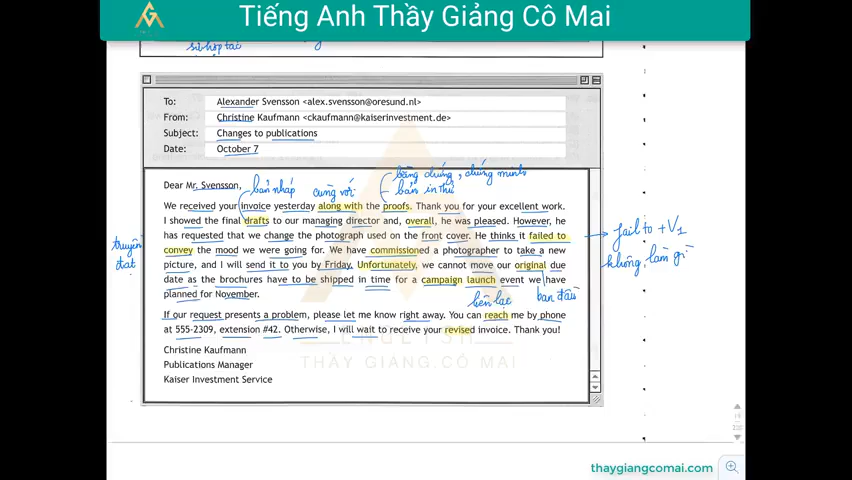 Tiếng Anh Thầy Giảng Cô Mai
sự hợp tác
To: Alexander Svensson <alex.svensson@oresund.nl>
From: Christine Kaufmann <ckaufmann@kaiserinvestment.de>
Subject: Changes to publications
Date: October 7
bằng chứng, chứng minh
Dear Mr. Svensson,
bản nháp cùng với bản in thử
We received your invoice yesterday along with the proofs. Thank you for your excellent work.
I showed the final drafts to our managing director and, overall, he was pleased. However, he
has requested that we change the photograph used on the front cover. He thinks it failed to
fail to + V1
convey the mood we were going for. We have commissioned a photographer to take a new
truyền đạt
không làm gì
picture, and I will send it to you by Friday. Unfortunately, we cannot move our original due
date as the brochures have to be shipped in time for a campaign launch event we have
planned for November.
liên lạc ban đầu
If our request presents a problem, please let me know right away. You can reach me by phone
at 555-2309, extension #42. Otherwise, I will wait to receive your revised invoice. Thank you!
Christine Kaufmann
Publications Manager
Kaiser Investment Service
ENGLISH
THẦY GIẢNG CÔ MAI
thaygiangcomai.com